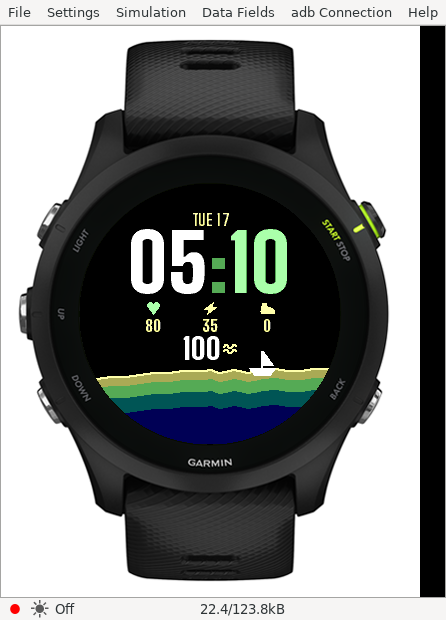 File Settings Simulation Data Fields adb Connection Help
TUE 17
START STOP
LIGHT
05:10
80 35 0
UP
100
DOWN
BACK
GARMIN
Off 22.4/123.8kB